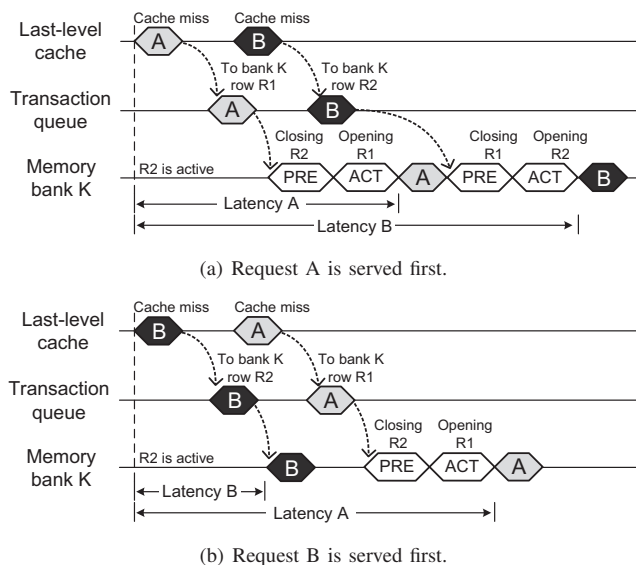 Cache miss Cache miss
Last-level
cache
A B
To bank K
row R1
To bank K
row R2
Transaction
queue
A B
Closing
R2
Opening
R1
Closing
R1
Opening
R2
Memory
bank K
R2 is active
PRE ACT A PRE ACT B
Latency A
Latency B
(a) Request A is served first.
Cache miss Cache miss
Last-level
cache
B A
To bank K
row R2
To bank K
row R1
Transaction
queue
B A
Closing
R2
Opening
R1
Memory
bank K
R2 is active
B PRE ACT A
Latency B
Latency A
(b) Request B is served first.